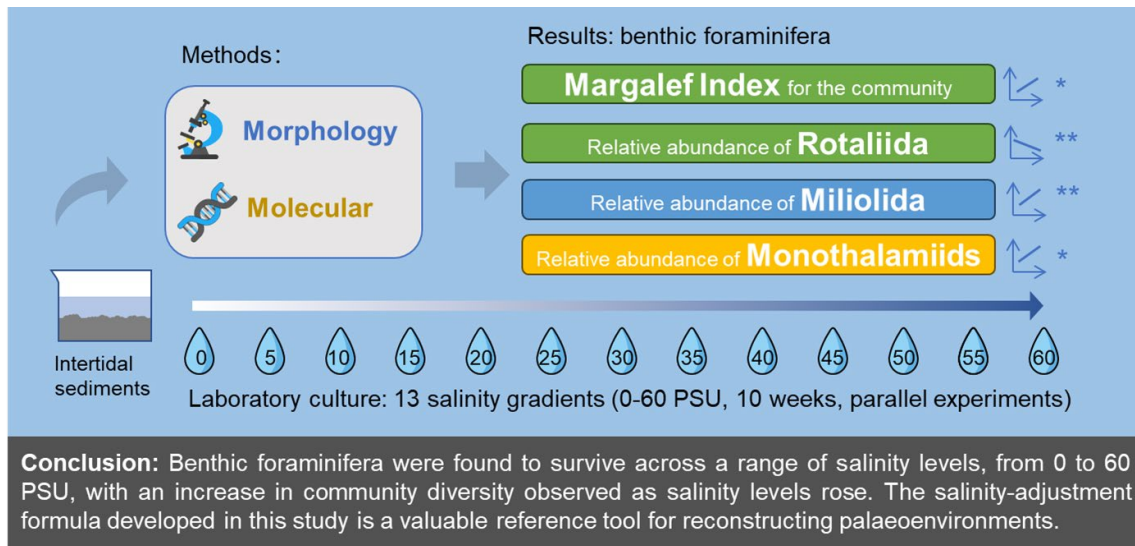 Methods:
Morphology
Molecular
Results: benthic foraminifera
Margalef Index for the community *
Relative abundance of Rotaliida **
Relative abundance of Miliolida **
Relative abundance of Monothalamiids *
Intertidal
sediments
0 5 10 15 20 25 30 35 40 45 50 55 60
Laboratory culture: 13 salinity gradients (0-60 PSU, 10 weeks, parallel experiments)
Conclusion: Benthic foraminifera were found to survive across a range of salinity levels, from 0 to 60
PSU, with an increase in community diversity observed as salinity levels rose. The salinity-adjustment
formula developed in this study is a valuable reference tool for reconstructing palaeoenvironments.